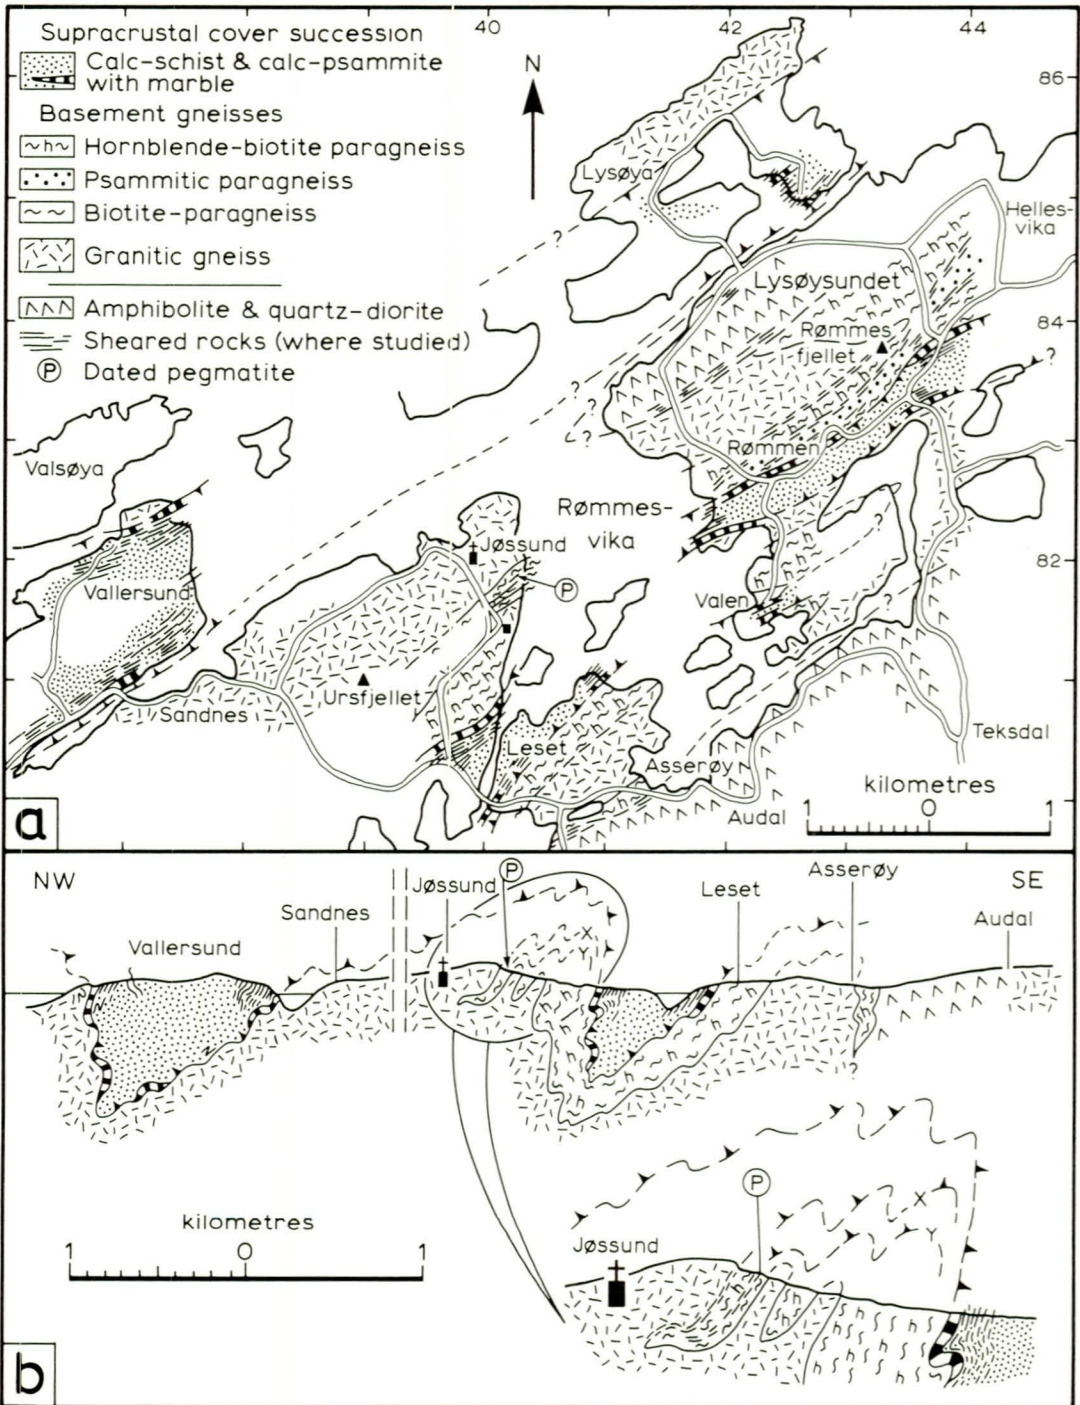 40 42 44
Supracrustal cover succession
Calc-schist & calc-psammite
with marble
Basement gneisses
~h~ Hornblende-biotite paragneiss
Psammitic paragneiss
Biotite-paragneiss
Granitic gneiss
Amphibolite & quartz-diorite
Sheared rocks (where studied)
P Dated pegmatite
N
86
Lysøya
?
Helles-
vika
Lysøysundet
84
Rømmes
fjellet
?
?
?
?
Rømmen
Valsøya
Rømmes-
vika
?
Jøssund
82
P
Vallersund
Valen
?
Ursfjellet
Sandnes
Leset
Asserøy
Teksdal
Audal
kilometres
1 0 1
a
NW
Jøssund
P
Asserøy
Leset
SE
Sandnes
Audal
Vallersund
X
Y
?
kilometres
1 0 1
P
X
Y
Jøssund
b